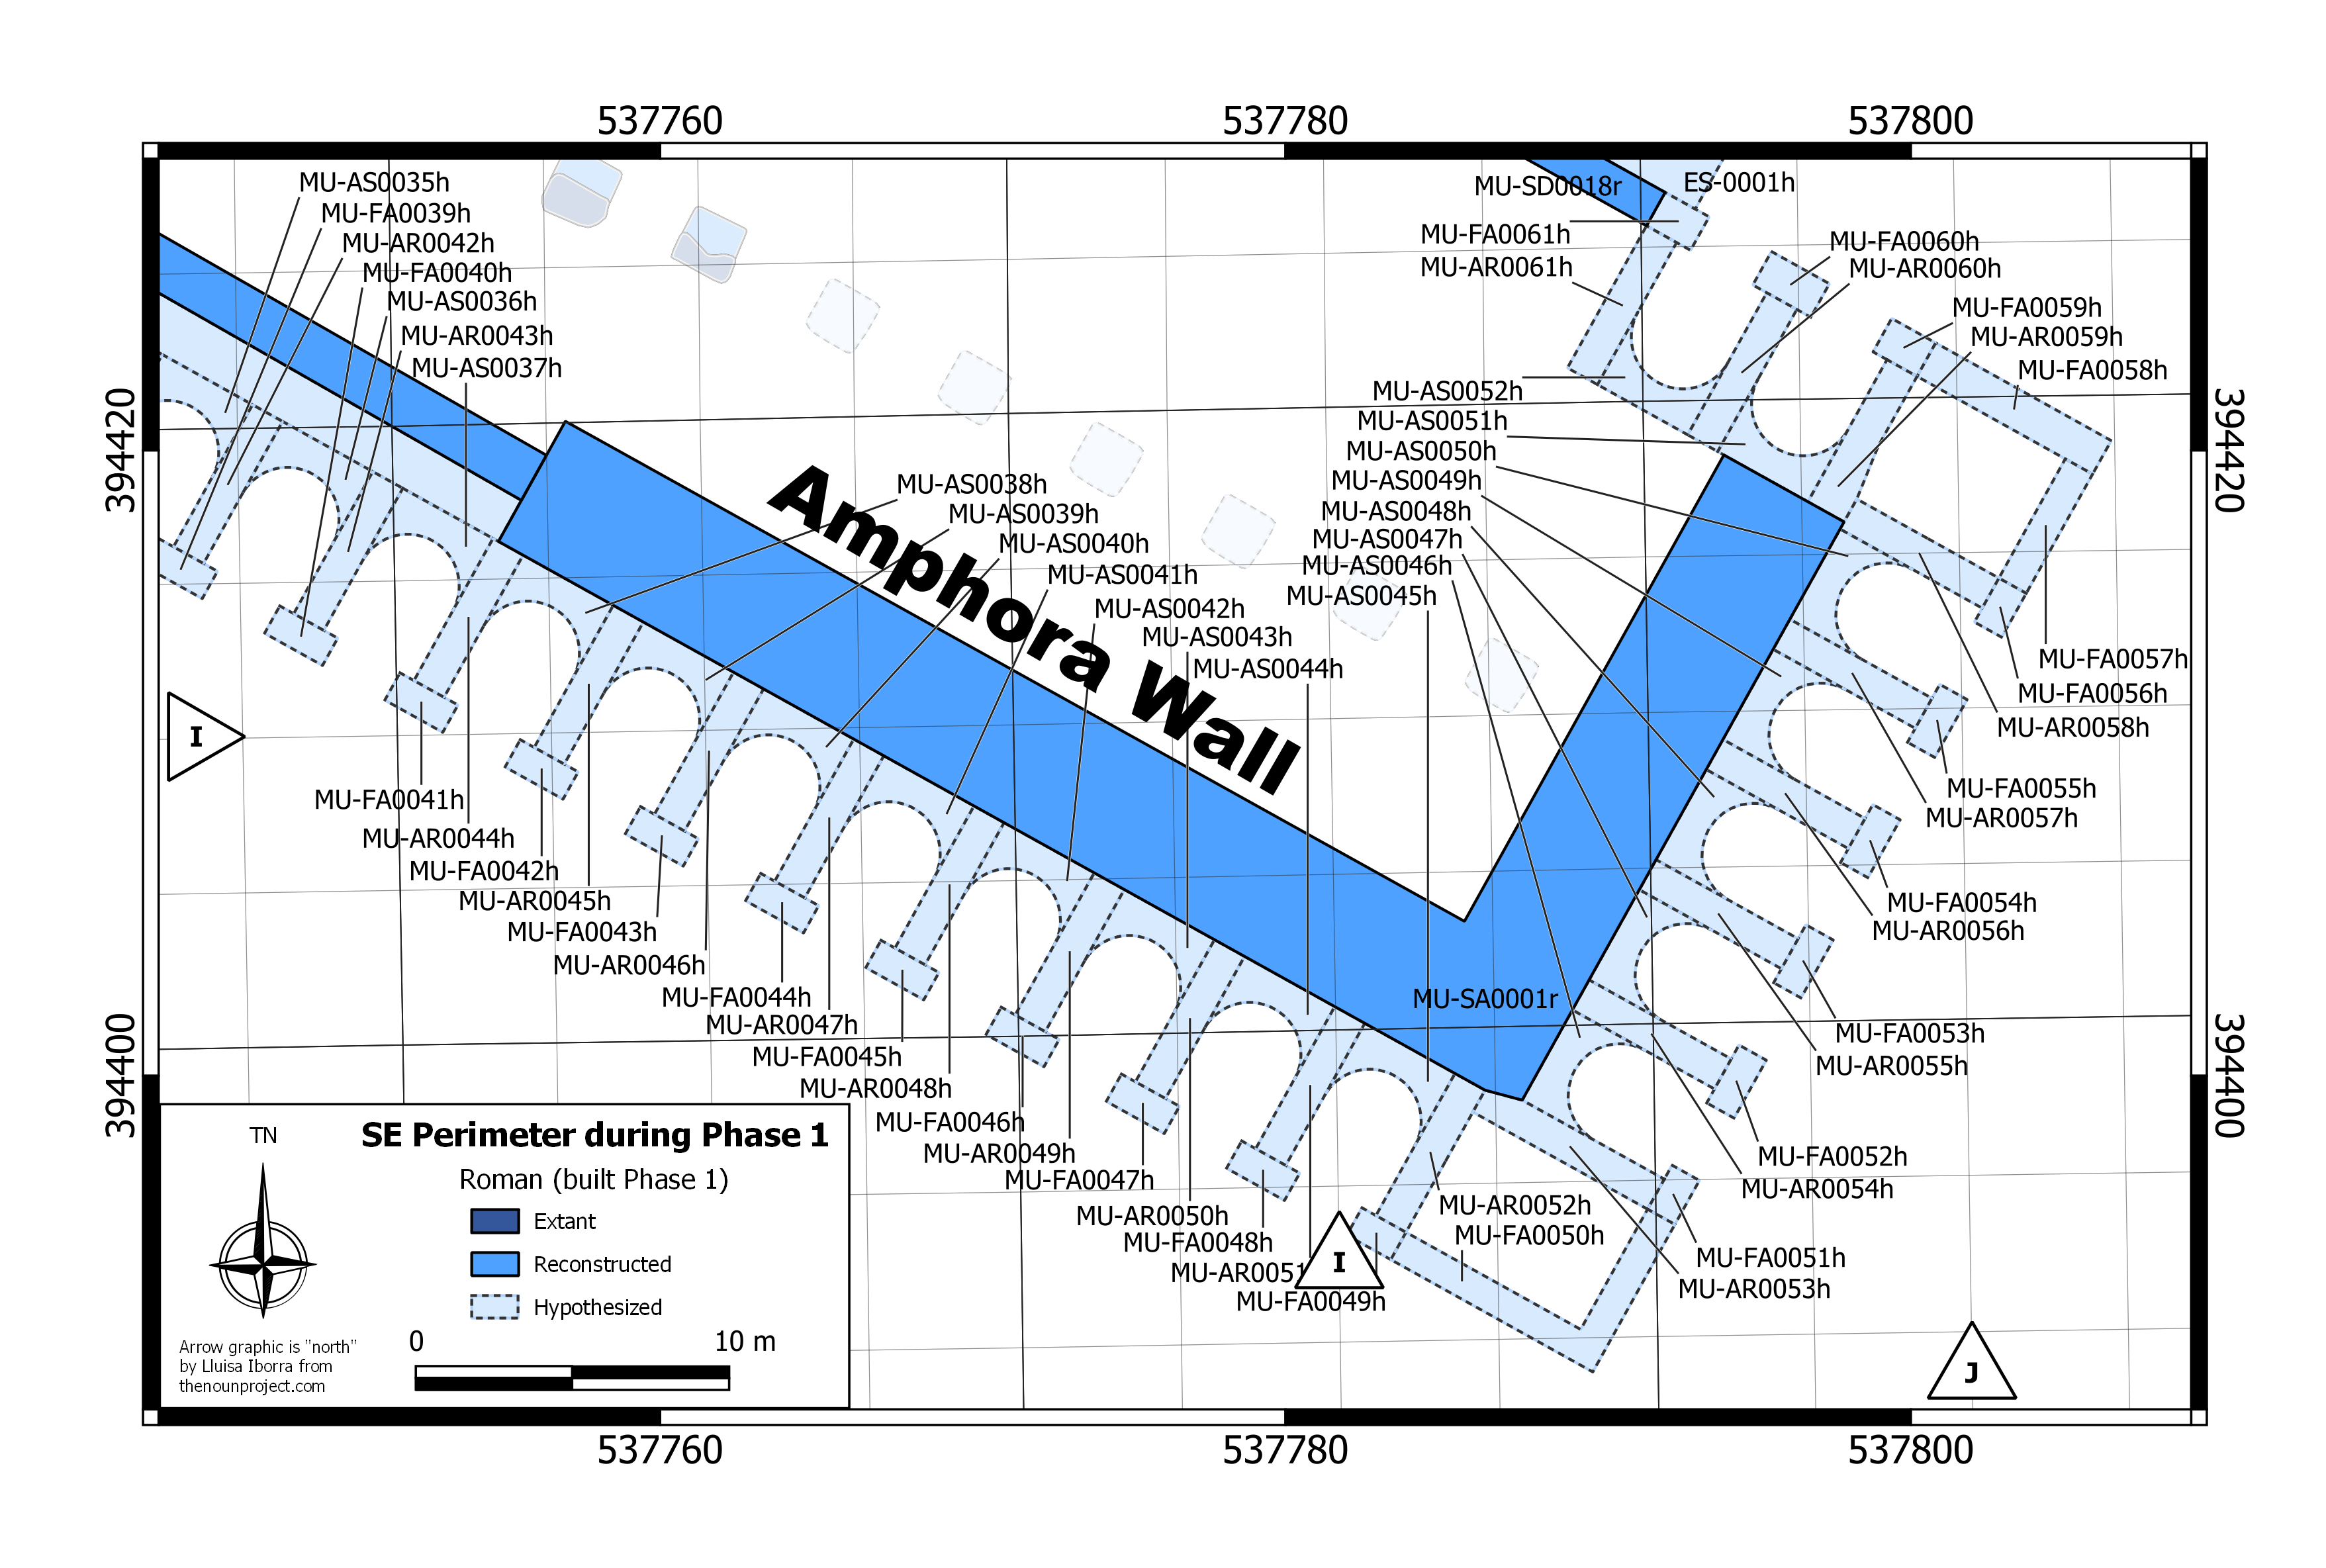 537760
537780
537800
MU-AS0035h
MU-FA0039h
MU-AR0042h
MU-FA0040h
MU-AS0036h
MU-AR0043h
MU-AS0037h
MU-SD0018r
ES-0001h
MU-FA0061h
MU-AR0061h
MU-FA0060h
MU-AR0060h
MU-FA0059h
MU-AR0059h
MU-FA0058h
394420
394420
MU-AS0052h
MU-AS0051h
MU-AS0050h
MU-AS0049h
MU-AS0048h
MU-AS0047h
MU-AS0046h
MU-AS0045h
Amphora Wall
MU-AS0038h
MU-AS0039h
MU-AS0040h
MU-AS0041h
MU-AS0042h
MU-AS0043h
MU-AS0044h
MU-FA0057h
MU-FA0056h
MU-AR0058h
MU-FA0055h
MU-AR0057h
MU-FA0054h
MU-AR0056h
MU-FA0053h
MU-AR0055h
MU-FA0052h
MU-AR0054h
MU-FA0051h
MU-AR0053h
I
MU-FA0041h
MU-AR0044h
MU-FA0042h
MU-AR0045h
MU-FA0043h
MU-AR0046h
MU-FA0044h
MU-AR0047h
MU-FA0045h
MU-AR0048h
MU-FA0046h
MU-AR0049h
MU-FA0047h
MU-AR0050h
MU-FA0048h
MU-AR0051
MU-FA0049h
MU-SA0001r
MU-AR0052h
MU-FA0050h
I
J
394400
394400
TN
SE Perimeter during Phase 1
Roman (built Phase 1)
Extant
Reconstructed
Hypothesized
Arrow graphic is "north"
by Lluisa Iborra from
thenounproject.com
0
10 m
537760
537780
537800